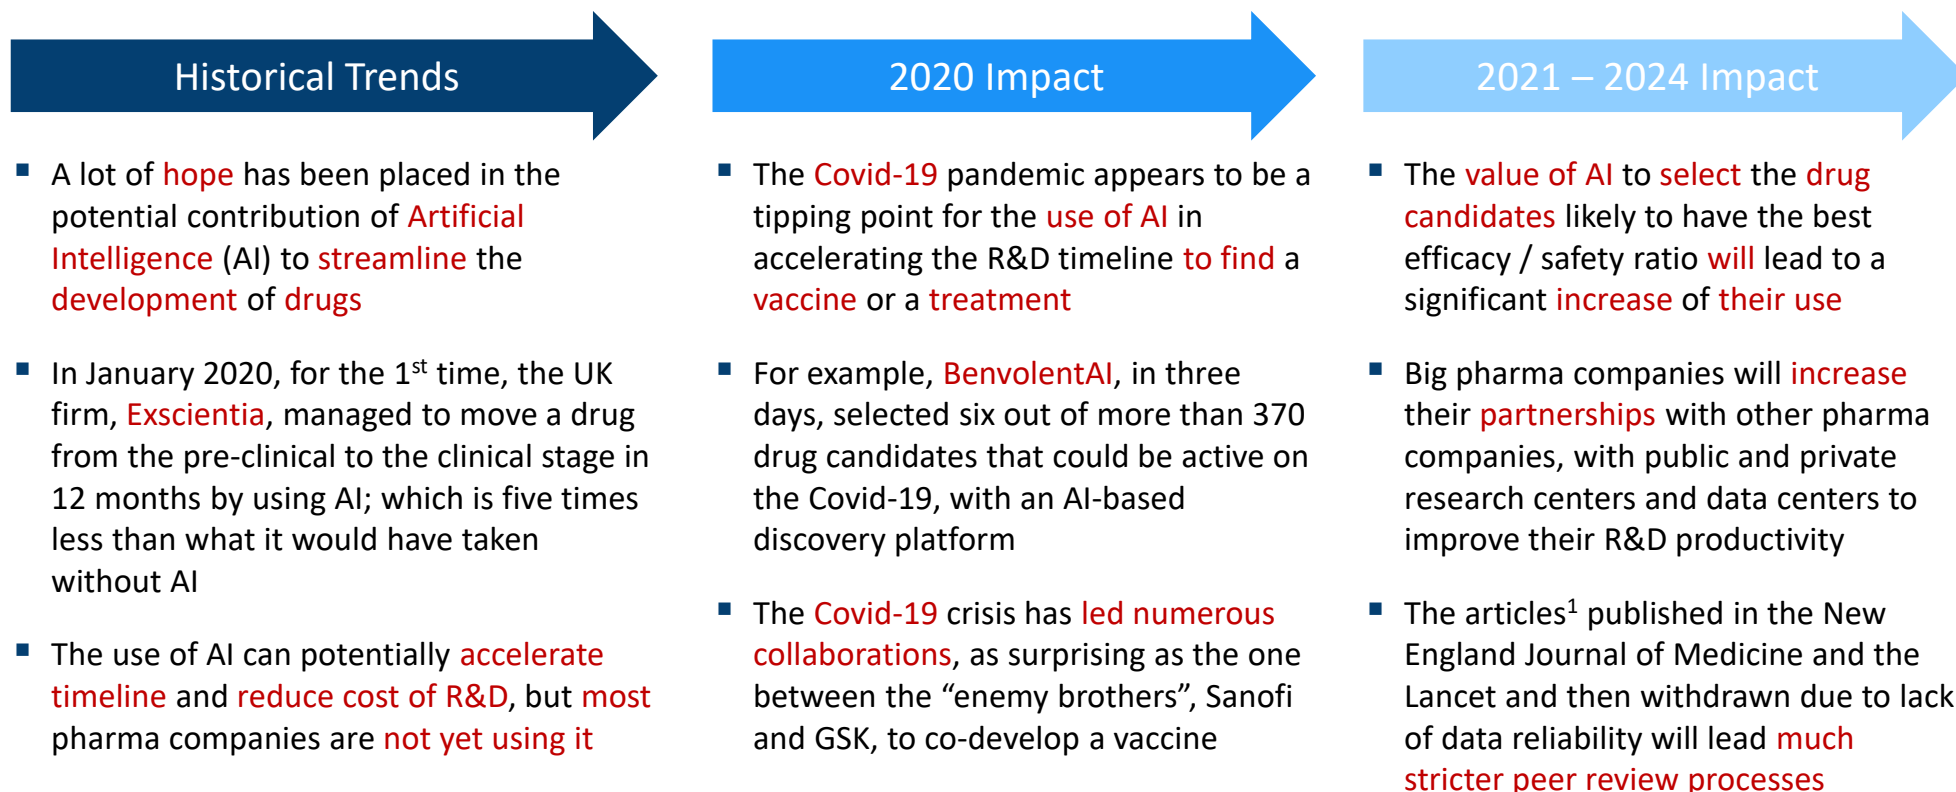 Historical Trends
A lot of hope has been placed in the
potential contribution of Artificial
Intelligence (AI) to streamline the
development of drugs
In January 2020, for the 1st time, the UK
firm, Exscientia, managed to move a drug
from the pre-clinical to the clinical stage in
12 months by using AI; which is five times
less than what it would have taken
without AI
The use of AI can potentially accelerate
timeline and reduce cost of R&D, but most
pharma companies are not yet using it
2020 Impact
The Covid-19 pandemic appears to be a
tipping point for the use of AI in
accelerating the R&D timeline to find a
vaccine or a treatment
For example, BenvolentAI, in three
days, selected six out of more than 370
drug candidates that could be active on
the Covid-19, with an AI-based
discovery platform
The Covid-19 crisis has led numerous
collaborations, as surprising as the one
between the “enemy brothers”, Sanofi
and GSK, to co-develop a vaccine
2021 – 2024 Impact
The value of AI to select the drug
candidates likely to have the best
efficacy / safety ratio will lead to a
significant increase of their use
Big pharma companies will increase
their partnerships with other pharma
companies, with public and private
research centers and data centers to
improve their R&D productivity
The articles1 published in the New
England Journal of Medicine and the
Lancet and then withdrawn due to lack
of data reliability will lead much
stricter peer review processes